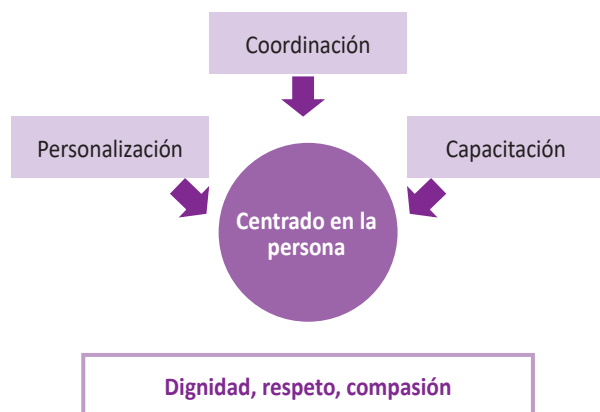 Coordinación
Personalización
Capacitación
Centrado en la
persona
Dignidad, respeto, compasión